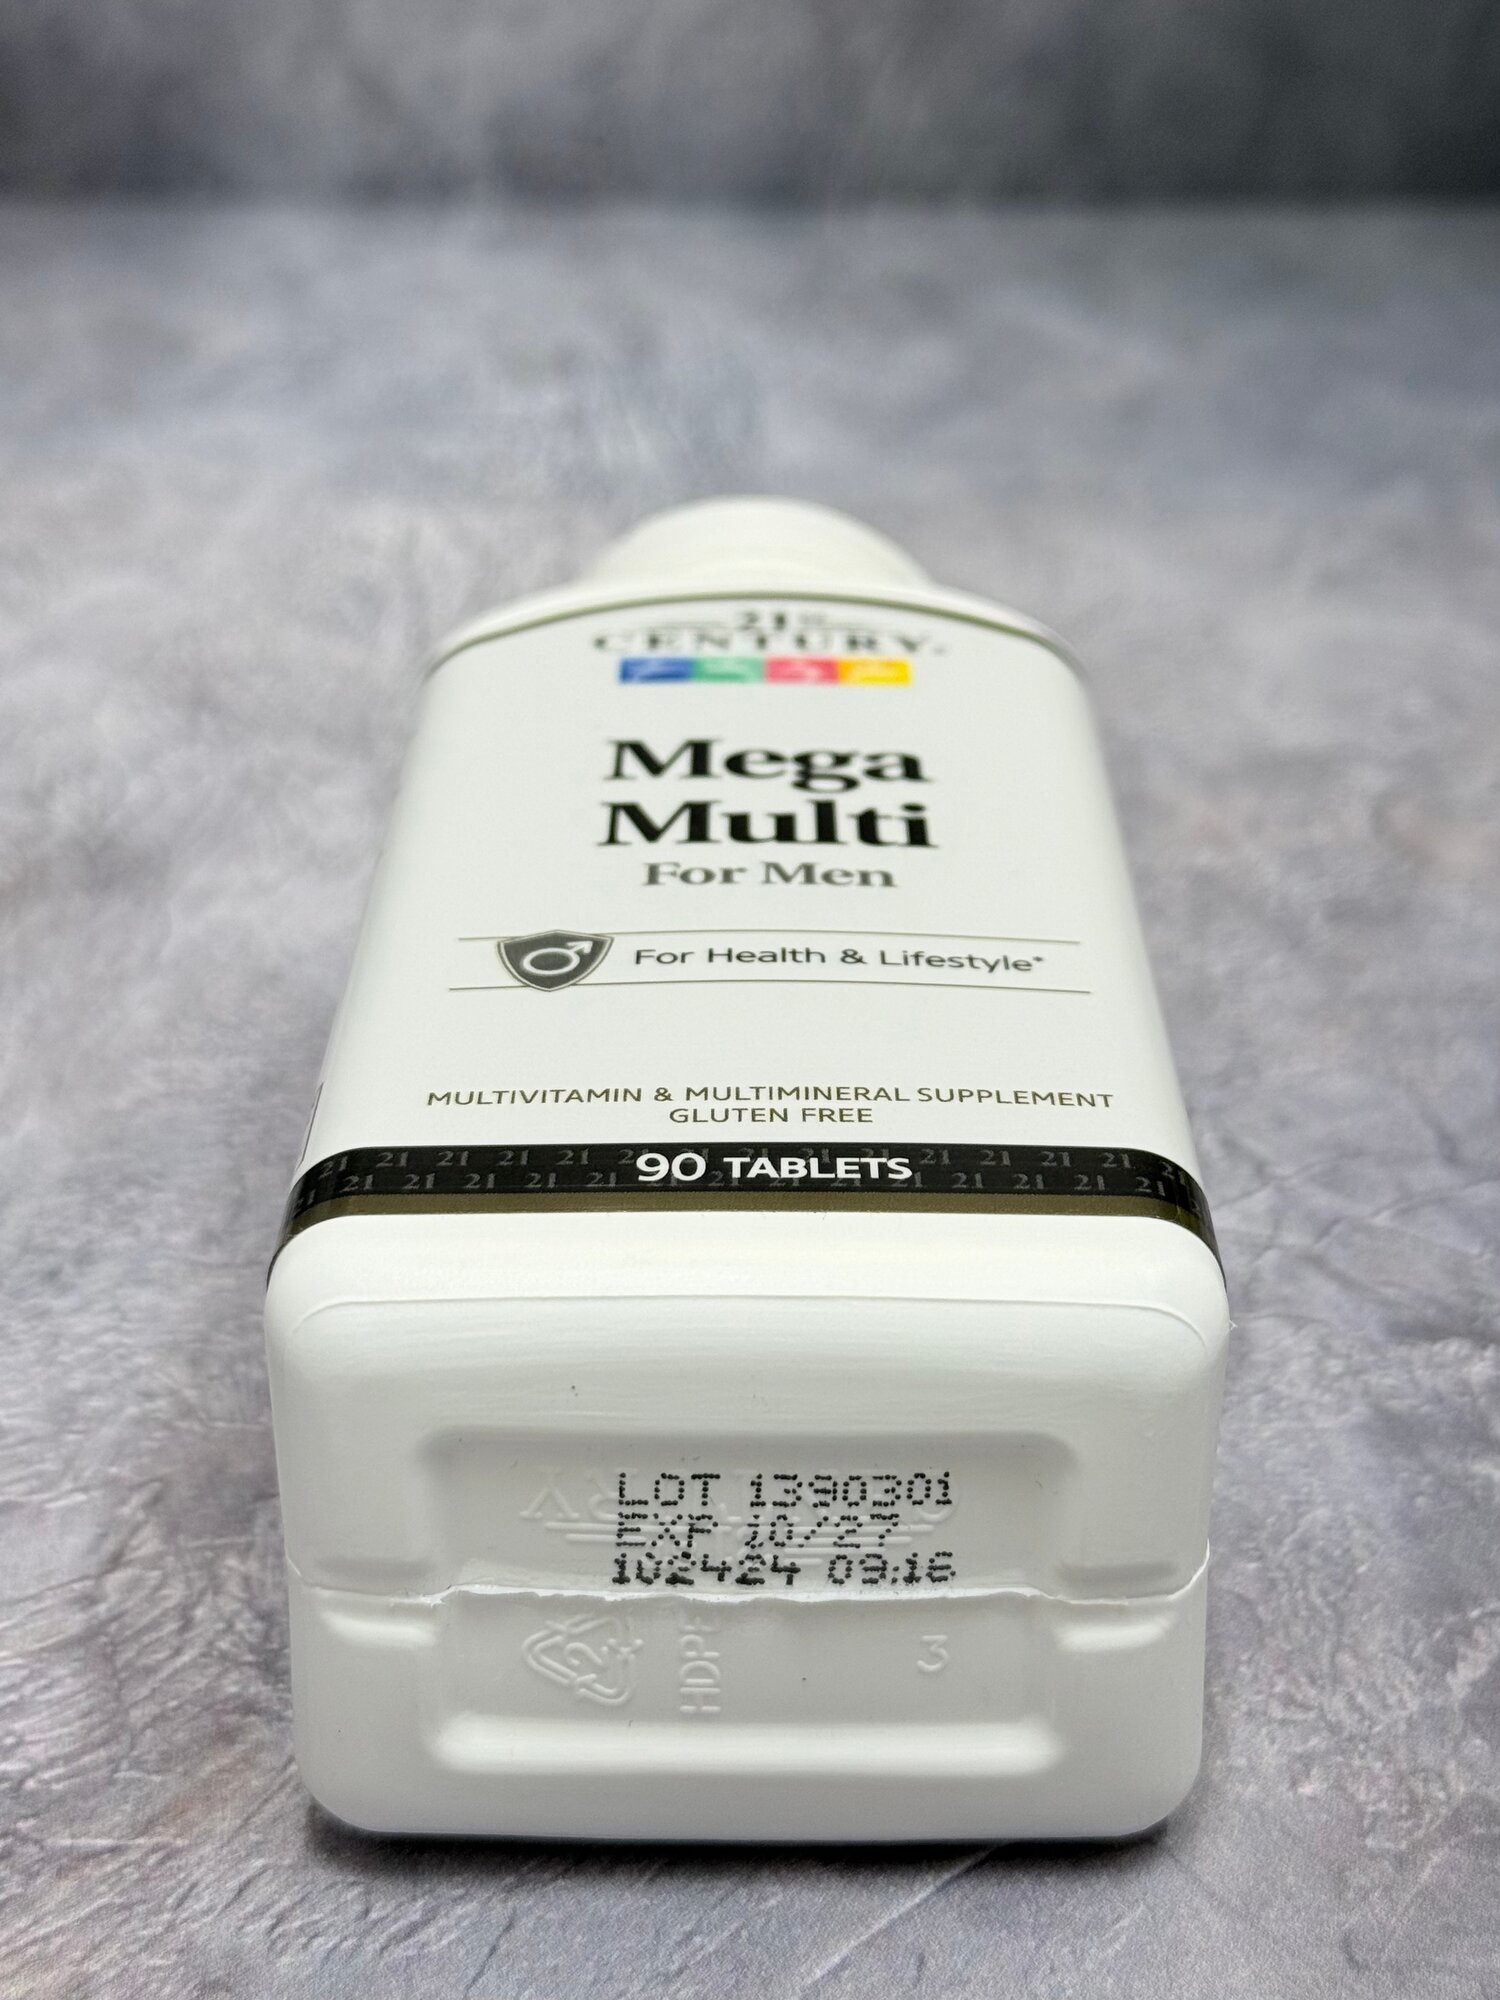 21ST
CENTURY®
Mega
Multi
For Men
For Health & Lifestyle*
MULTIVITAMIN & MULTIMINERAL SUPPLEMENT
GLUTEN FREE
90 TABLETS
LOT 1390301
EXP 10/27
102424 09:16
2 HDPE 3